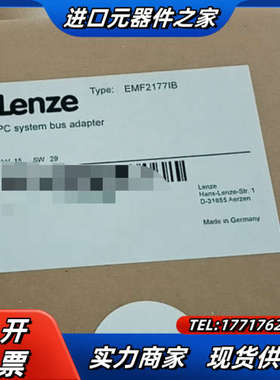 进口元器件之家
Lenze
Type: EMF2177IB
PC system bus adapter
SW 29
Lenze
Hans-Lenze-Str. 1
D-31855 Aerzen
Made in Germany
开
票
TEL:1771762
实力商家 现货